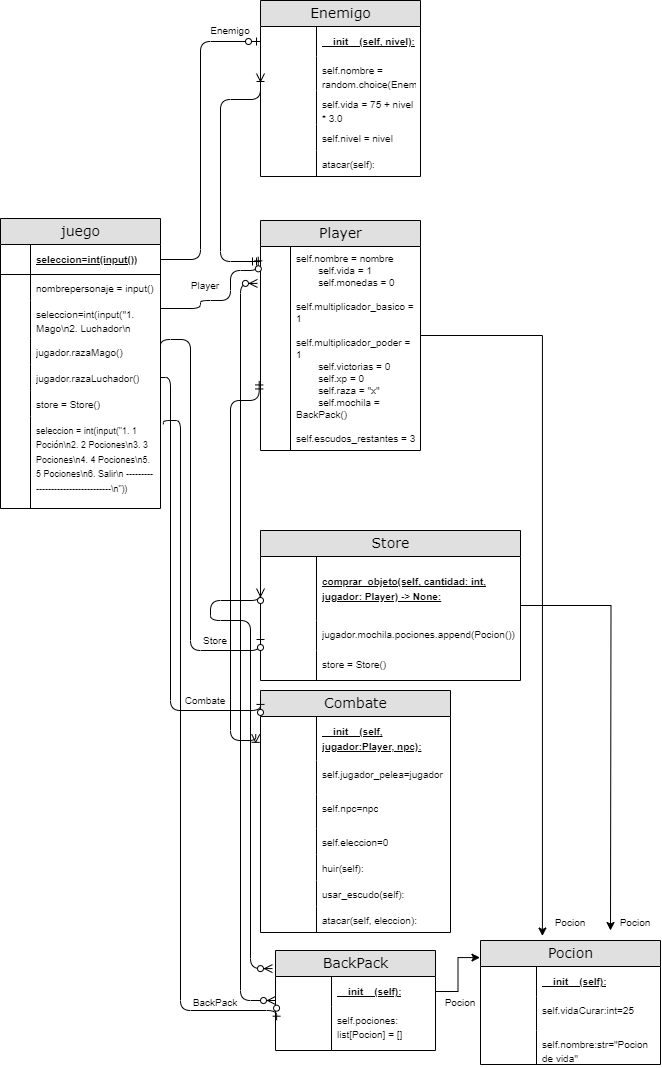 Enemigo
Enemigo
__init__(self, nivel):
self.nombre =
random.choice(Enem
self.vida = 75 + nivel
* 3.0
self.nivel = nivel
atacar(self):
juego
seleccion=int(input())
nombrepersonaje = input()
seleccion=int(input("1.
Mago\n2. Luchador\n
jugador.razaMago()
jugador.razaLuchador()
store = Store()
seleccion = int(input("1. 1
Poción\n2. 2 Pociones\n3. 3
Pociones\n4. 4 Pociones\n5.
5 Pociones\n6. Salir\n ---------
--------------------------\n"))
Player
Player
self.nombre = nombre
self.vida = 1
self.monedas = 0
self.multiplicador_basico =
1
self.multiplicador_poder =
1
self.victorias = 0
self.xp = 0
self.raza = "x"
self.mochila =
BackPack()
self.escudos_restantes = 3
Store
Store
comprar_objeto(self, cantidad: int,
jugador: Player) -> None:
jugador.mochila.pociones.append(Pocion())
store = Store()
Combate
Combate
__init__(self,
jugador:Player, npc):
self.jugador_pelea=jugador
self.npc=npc
self.eleccion=0
huir(self):
usar_escudo(self):
atacar(self, eleccion):
BackPack
BackPack
__init__(self):
self.pociones:
list[Pocion] = []
Pocion
Pocion
Pocion
Pocion
__init__(self):
self.vidaCurar:int=25
self.nombre:str="Pocion
de vida"